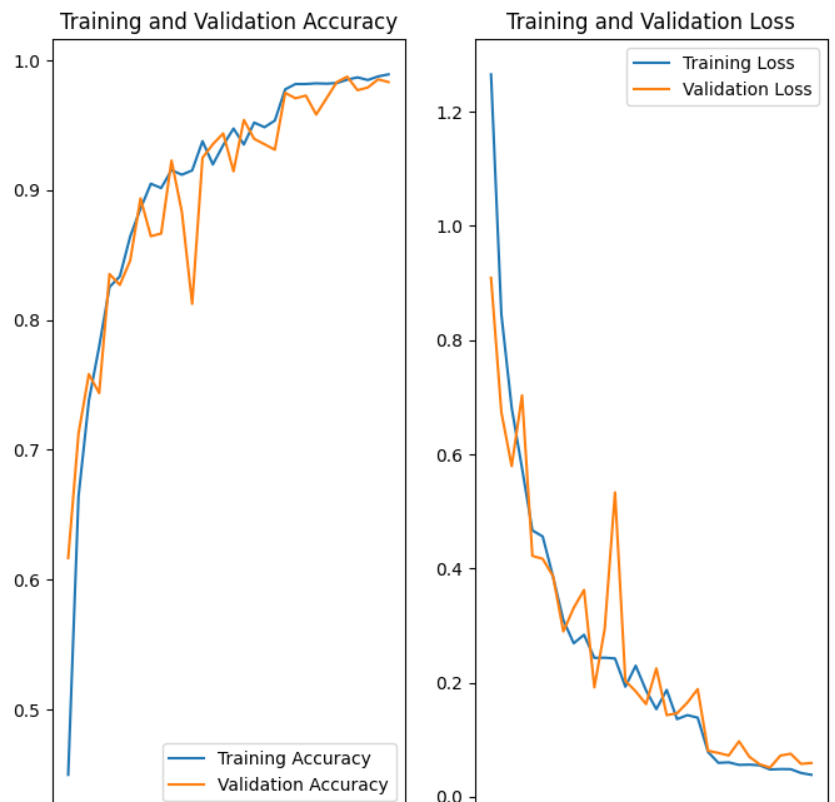 Training and Validation Accuracy
1.0
0.9
0.8
0.7
0.6
0.5
Training Accuracy
Validation Accuracy
Training and Validation Loss
Training Loss
Validation Loss
1.2
1.0
0.8
0.6
0.4
0.2
0.0